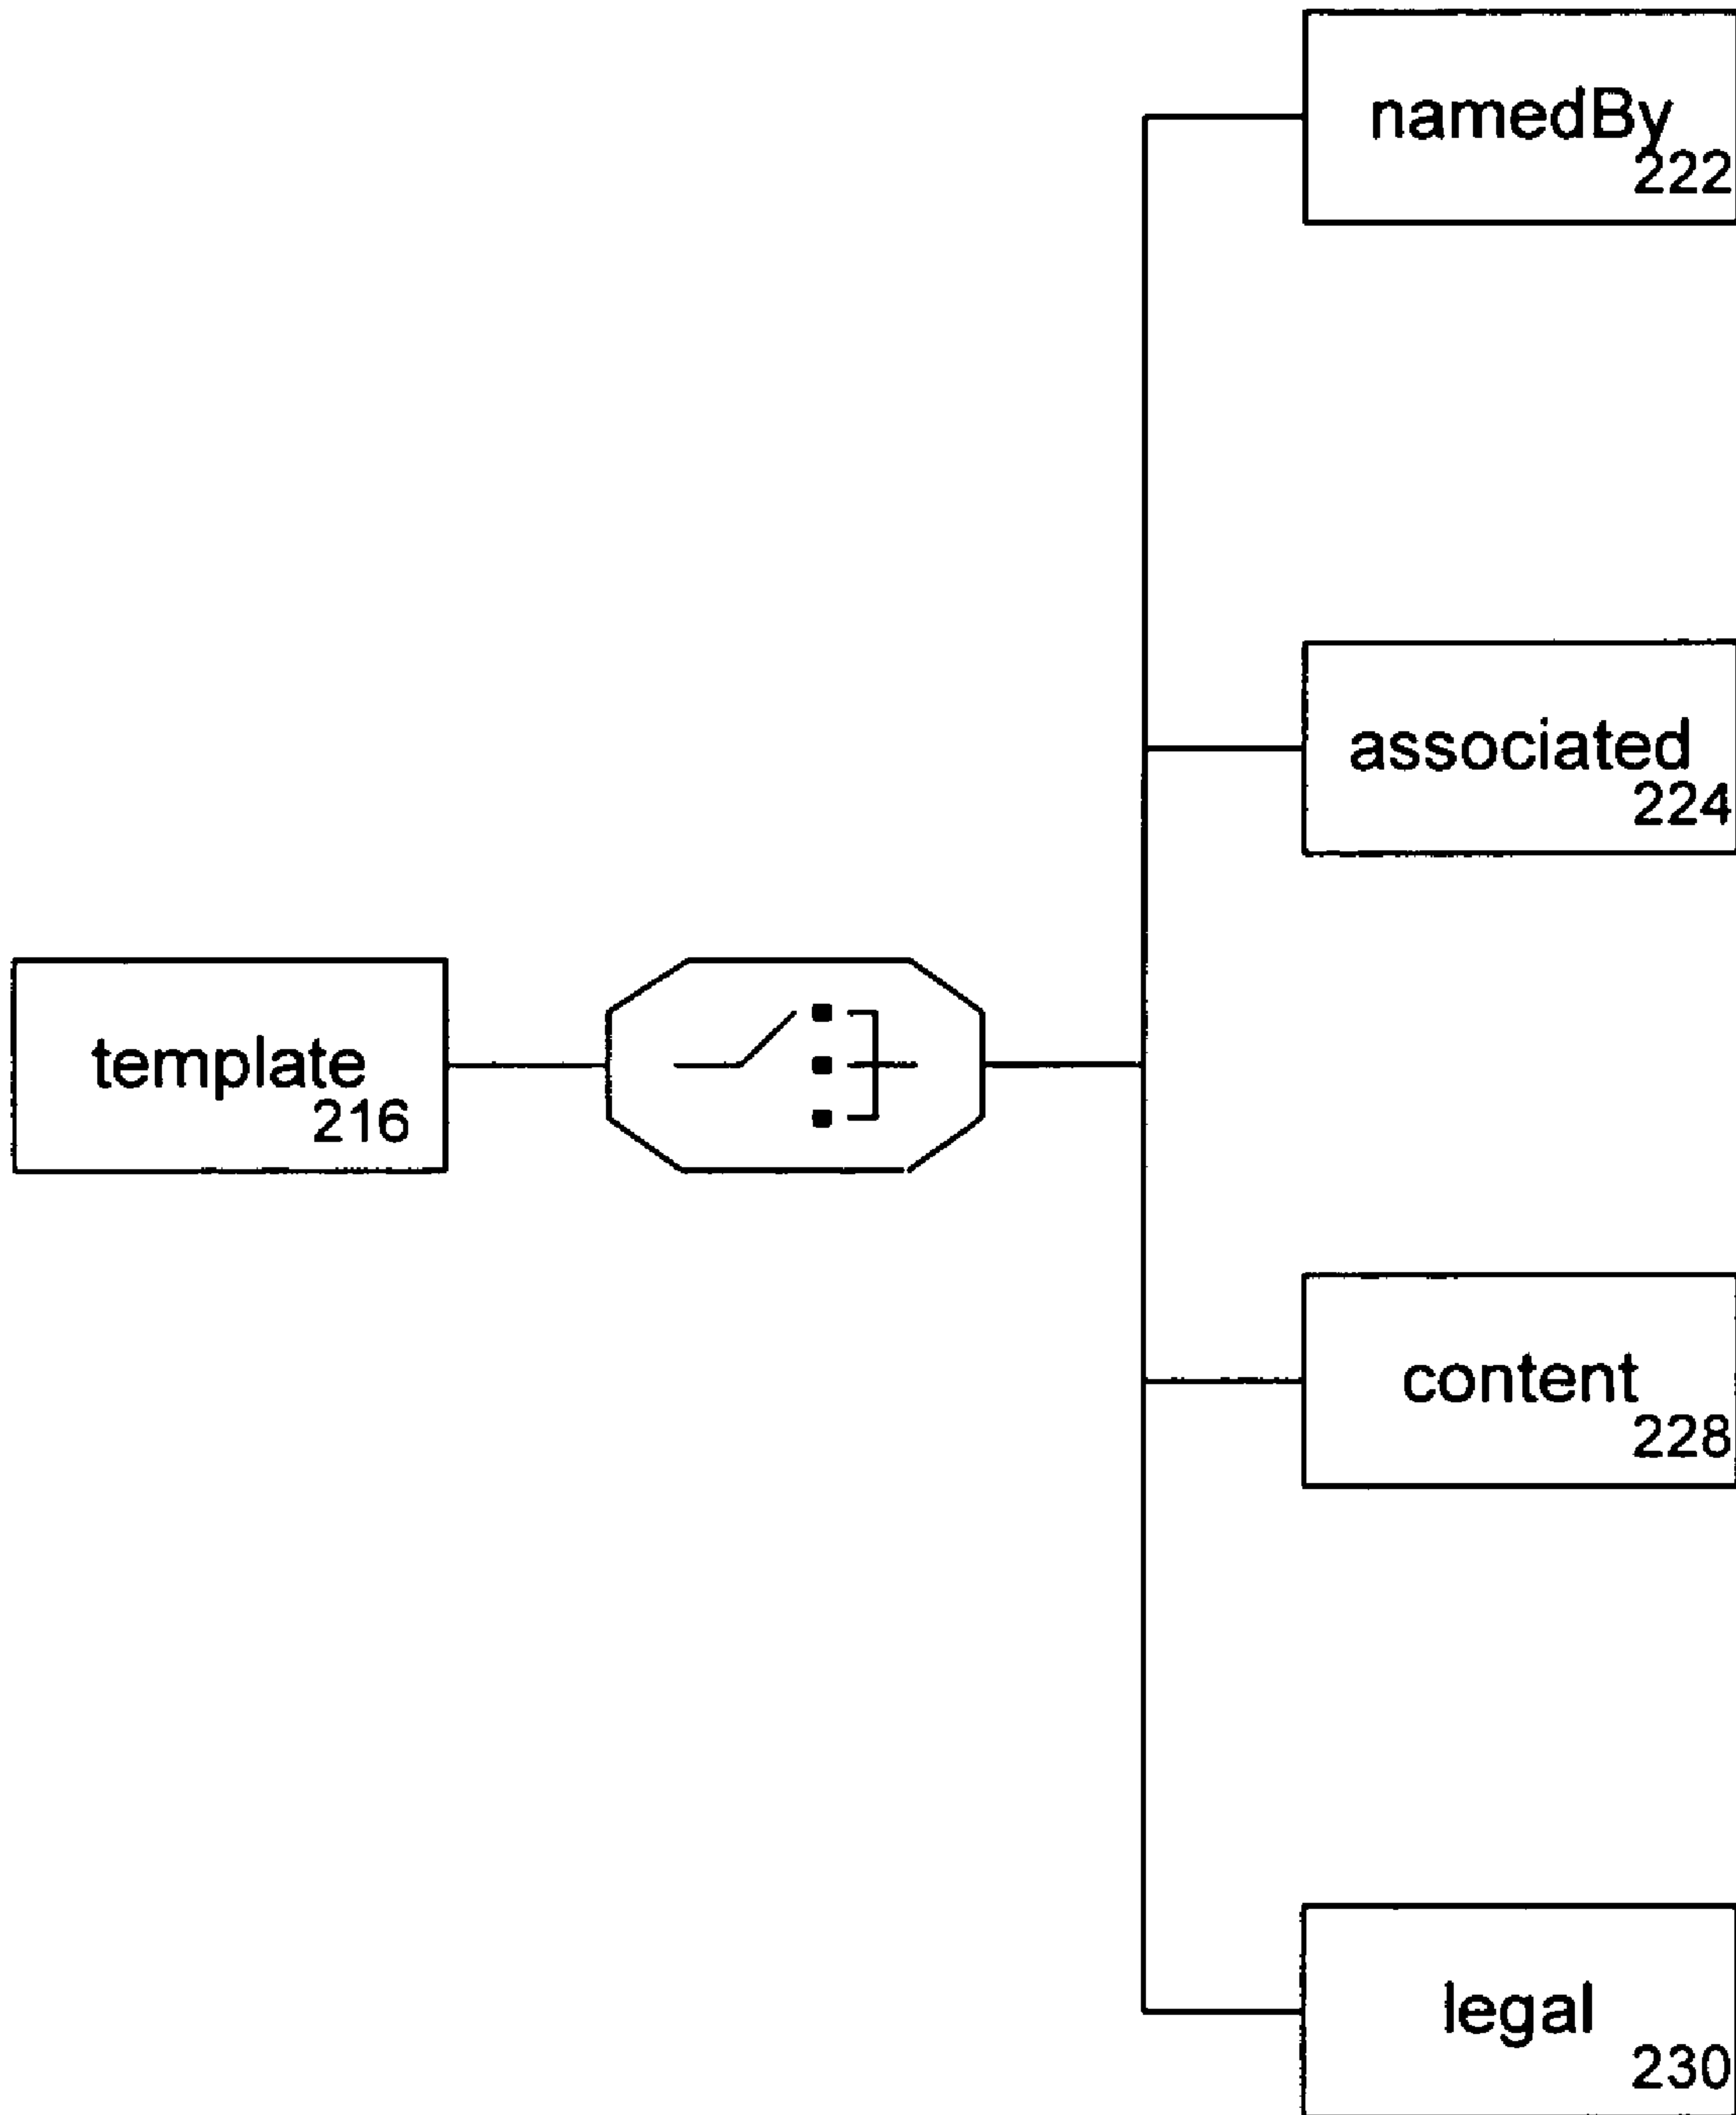 namedBy
222
associated
224
template
216
content
228
legal
230